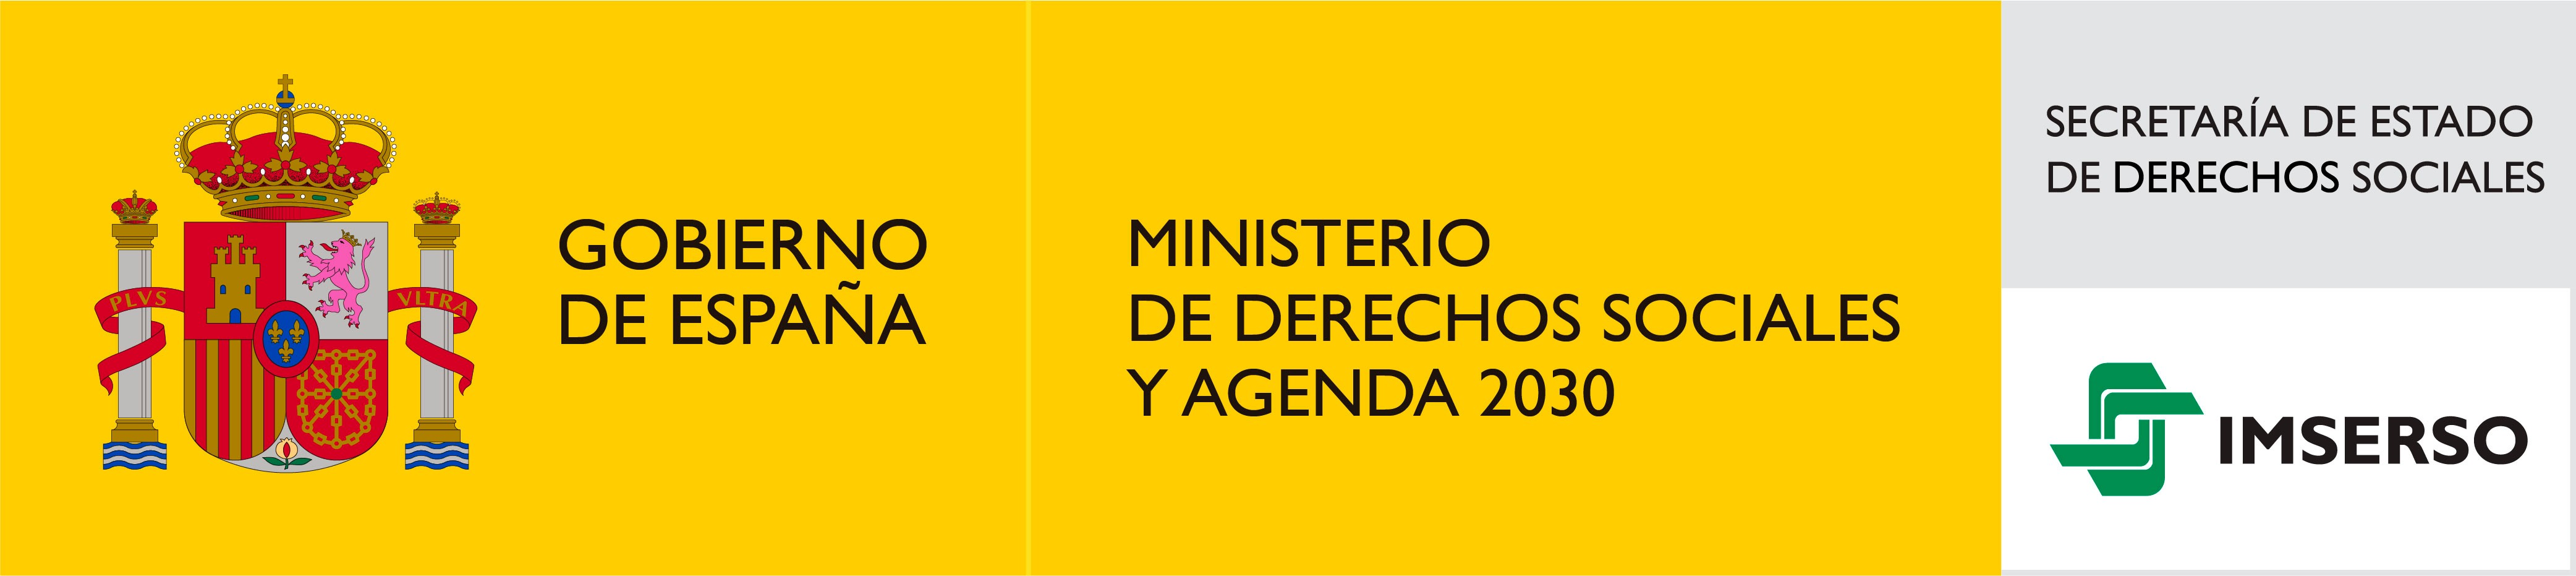 PLVS
VLTRA
GOBIERNO
DE ESPAÑA
MINISTERIO
DE DERECHOS SOCIALES
Y AGENDA 2030
SECRETARÍA DE ESTADO
DE DERECHOS SOCIALES
IMSERSO